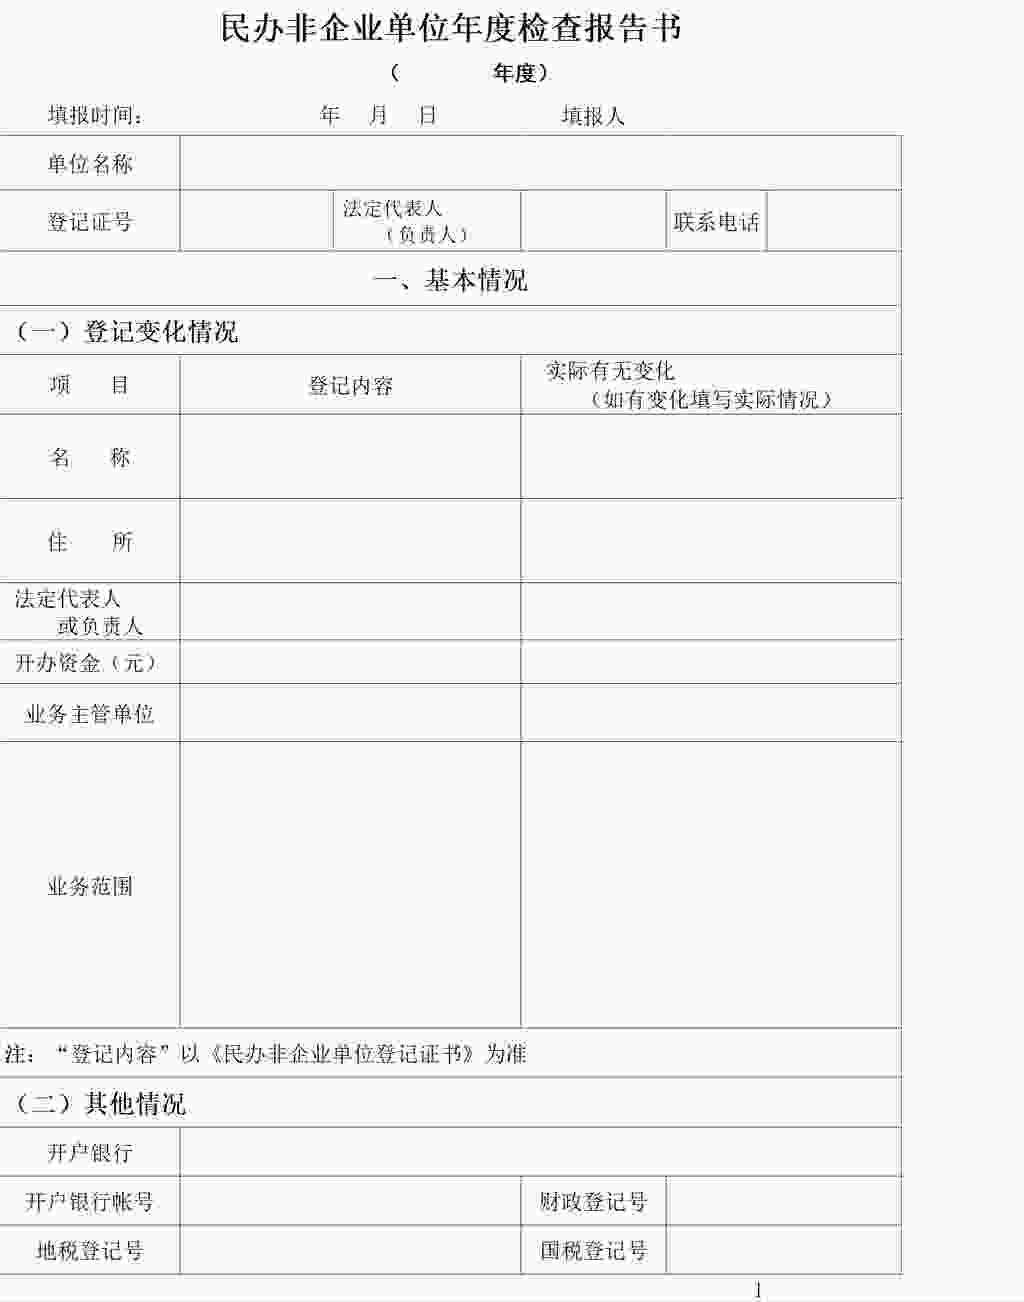 民办非企业单位年度检查报告书
（ 年度）
填报时间： 年 月 日 填报人
单位名称
登记证号 法定代表人（负责人） 联系电话
一、基本情况
（一）登记变化情况
项 目 登记内容 实际有无变化（如有变化填写实际情况）
名 称
住 所
法定代表人
或负责人
开办资金（元）
业务主管单位
业务范围
注：“登记内容”以《民办非企业单位登记证书》为准
（二）其他情况
开户银行
开户银行帐号 财政登记号
地税登记号 国税登记号
1